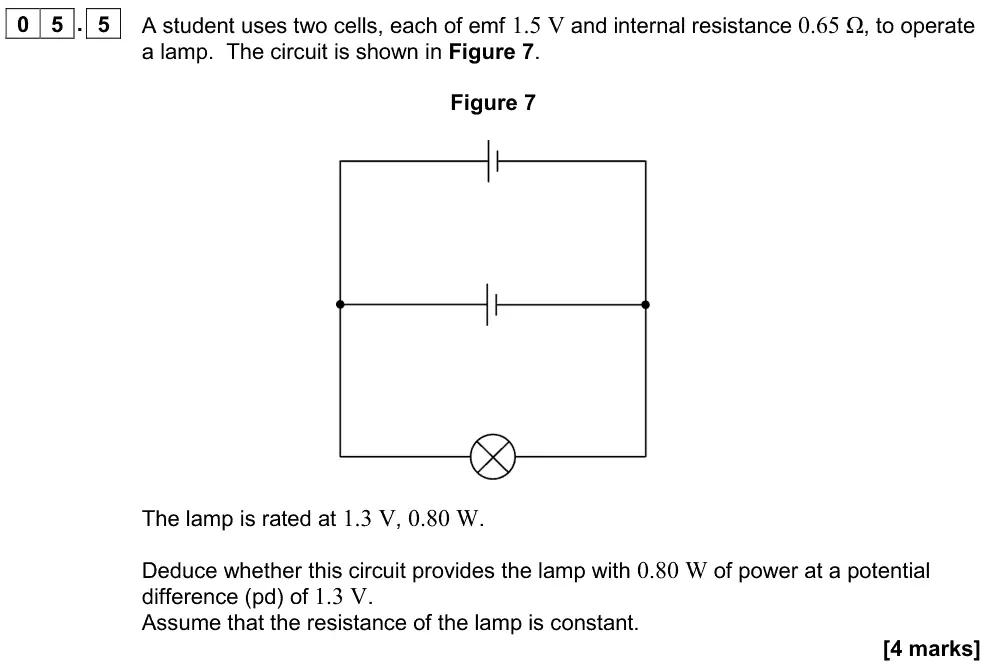 0 5 . 5 A student uses two cells, each of emf 1.5 V and internal resistance 0.65 Ω, to operate
a lamp. The circuit is shown in Figure 7.
Figure 7
The lamp is rated at 1.3 V, 0.80 W.
Deduce whether this circuit provides the lamp with 0.80 W of power at a potential
difference (pd) of 1.3 V.
Assume that the resistance of the lamp is constant.
[4 marks]